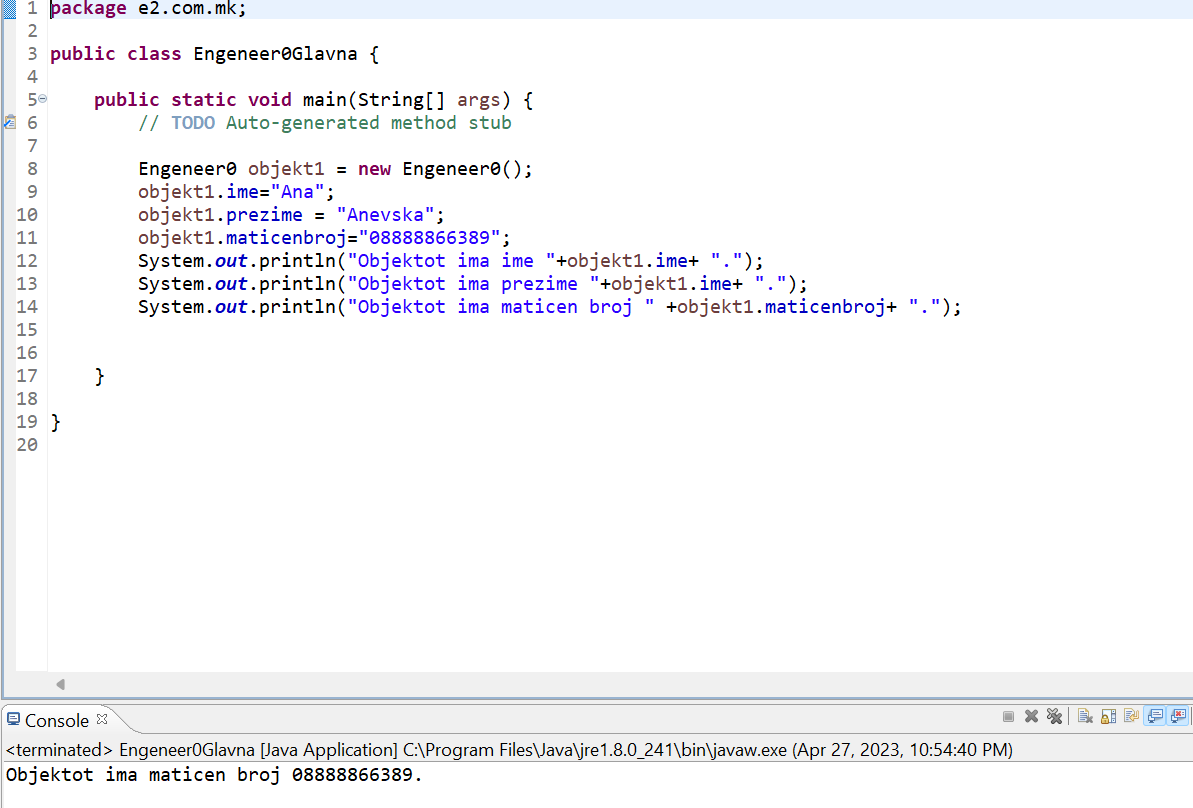 1 package e2.com.mk;
2
3 public class Engeneer0Glavna {
4
5 public static void main(String[] args) {
6 // TODO Auto-generated method stub
7
8 Engeneer0 objekt1 = new Engeneer0();
9 objekt1.ime="Ana";
10 objekt1.prezime = "Anevska";
11 objekt1.maticenbroj="08888866389";
12 System.out.println("Objektot ima ime "+objekt1.ime+ ".");
13 System.out.println("Objektot ima prezime "+objekt1.ime+ ".");
14 System.out.println("Objektot ima maticen broj " +objekt1.maticenbroj+ ".");
15
16
17 }
18
19 }
20
Console
<terminated> Engeneer0Glavna [Java Application] C:\Program Files\Java\jre1.8.0_241\bin\javaw.exe (Apr 27, 2023, 10:54:40 PM)
Objektot ima maticen broj 08888866389.